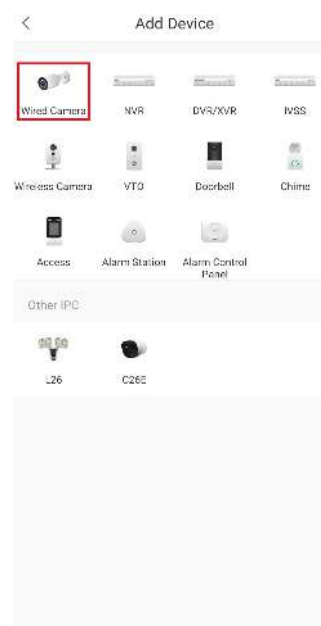 Add Device
Wired Camera NVR DVR/XVR IVSS
Wireless Camera VTO Doorbell Chime
Access Alarm Station Alarm Control
Panel
Other IPC
L26 C26E